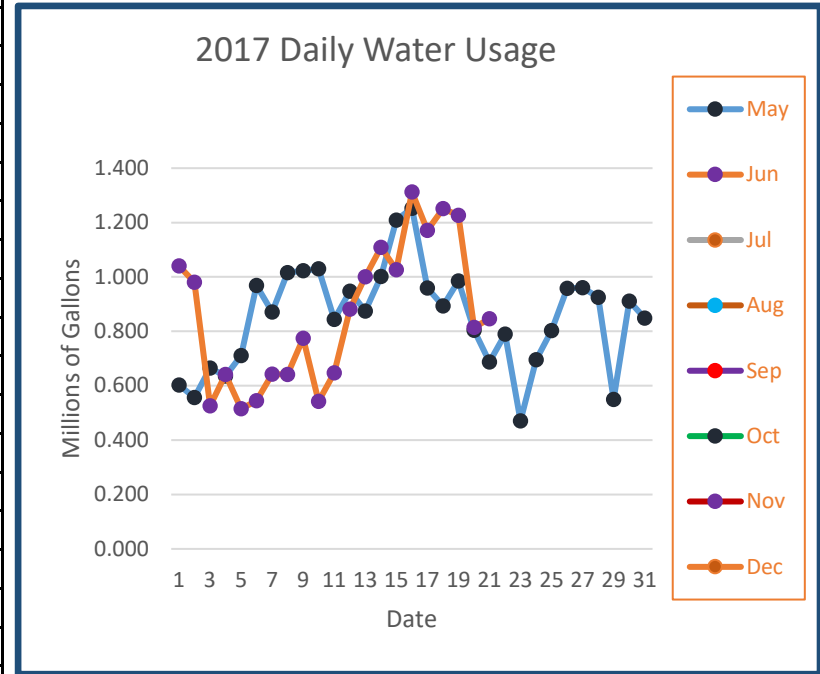 2017 Daily Water Usage
Millions of Gallons
1.400
1.200
1.000
0.800
0.600
0.400
0.200
0.000
1 3 5 7 9 11 13 15 17 19 21 23 25 27 29 31
Date
May
Jun
Jul
Aug
Sep
Oct
Nov
Dec